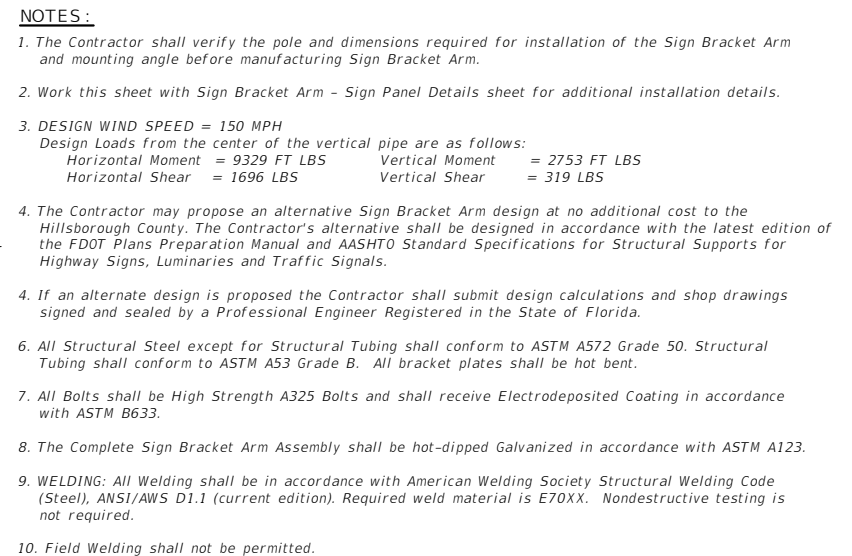 NOTES:
1. The Contractor shall verify the pole and dimensions required for installation of the Sign Bracket Arm
and mounting angle before manufacturing Sign Bracket Arm.
2. Work this sheet with Sign Bracket Arm - Sign Panel Details sheet for additional installation details.
3. DESIGN WIND SPEED = 150 MPH
Design Loads from the center of the vertical pipe are as follows:
Horizontal Moment = 9329 FT LBS Vertical Moment = 2753 FT LBS
Horizontal Shear = 1696 LBS Vertical Shear = 319 LBS
4. The Contractor may propose an alternative Sign Bracket Arm design at no additional cost to the
Hillsborough County. The Contractor's alternative shall be designed in accordance with the latest edition of
the FDOT Plans Preparation Manual and AASHTO Standard Specifications for Structural Supports for
Highway Signs, Luminaries and Traffic Signals.
4. If an alternate design is proposed the Contractor shall submit design calculations and shop drawings
signed and sealed by a Professional Engineer Registered in the State of Florida.
6. All Structural Steel except for Structural Tubing shall conform to ASTM A572 Grade 50. Structural
Tubing shall conform to ASTM A53 Grade B. All bracket plates shall be hot bent.
7. All Bolts shall be High Strength A325 Bolts and shall receive Electrodeposited Coating in accordance
with ASTM B633.
8. The Complete Sign Bracket Arm Assembly shall be hot-dipped Galvanized in accordance with ASTM A123.
9. WELDING: All Welding shall be in accordance with American Welding Society Structural Welding Code
(Steel), ANSI/AWS D1.1 (current edition). Required weld material is E70XX. Nondestructive testing is
not required.
10. Field Welding shall not be permitted.